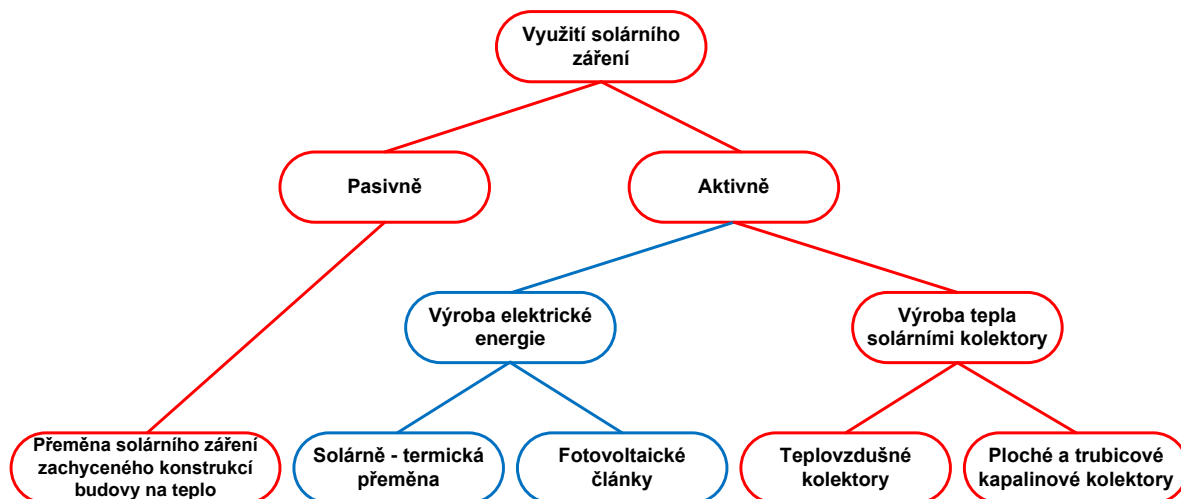 Využití solárního
záření
Pasivně
Aktivně
Výroba elektrické
energie
Výroba tepla
solárními kolektory
Přeměna solárního záření
zachyceného konstrukcí
budovy na teplo
Solárně - termická
přeměna
Fotovoltaické
články
Teplovzdušné
kolektory
Ploché a trubicové
kapalinové kolektory